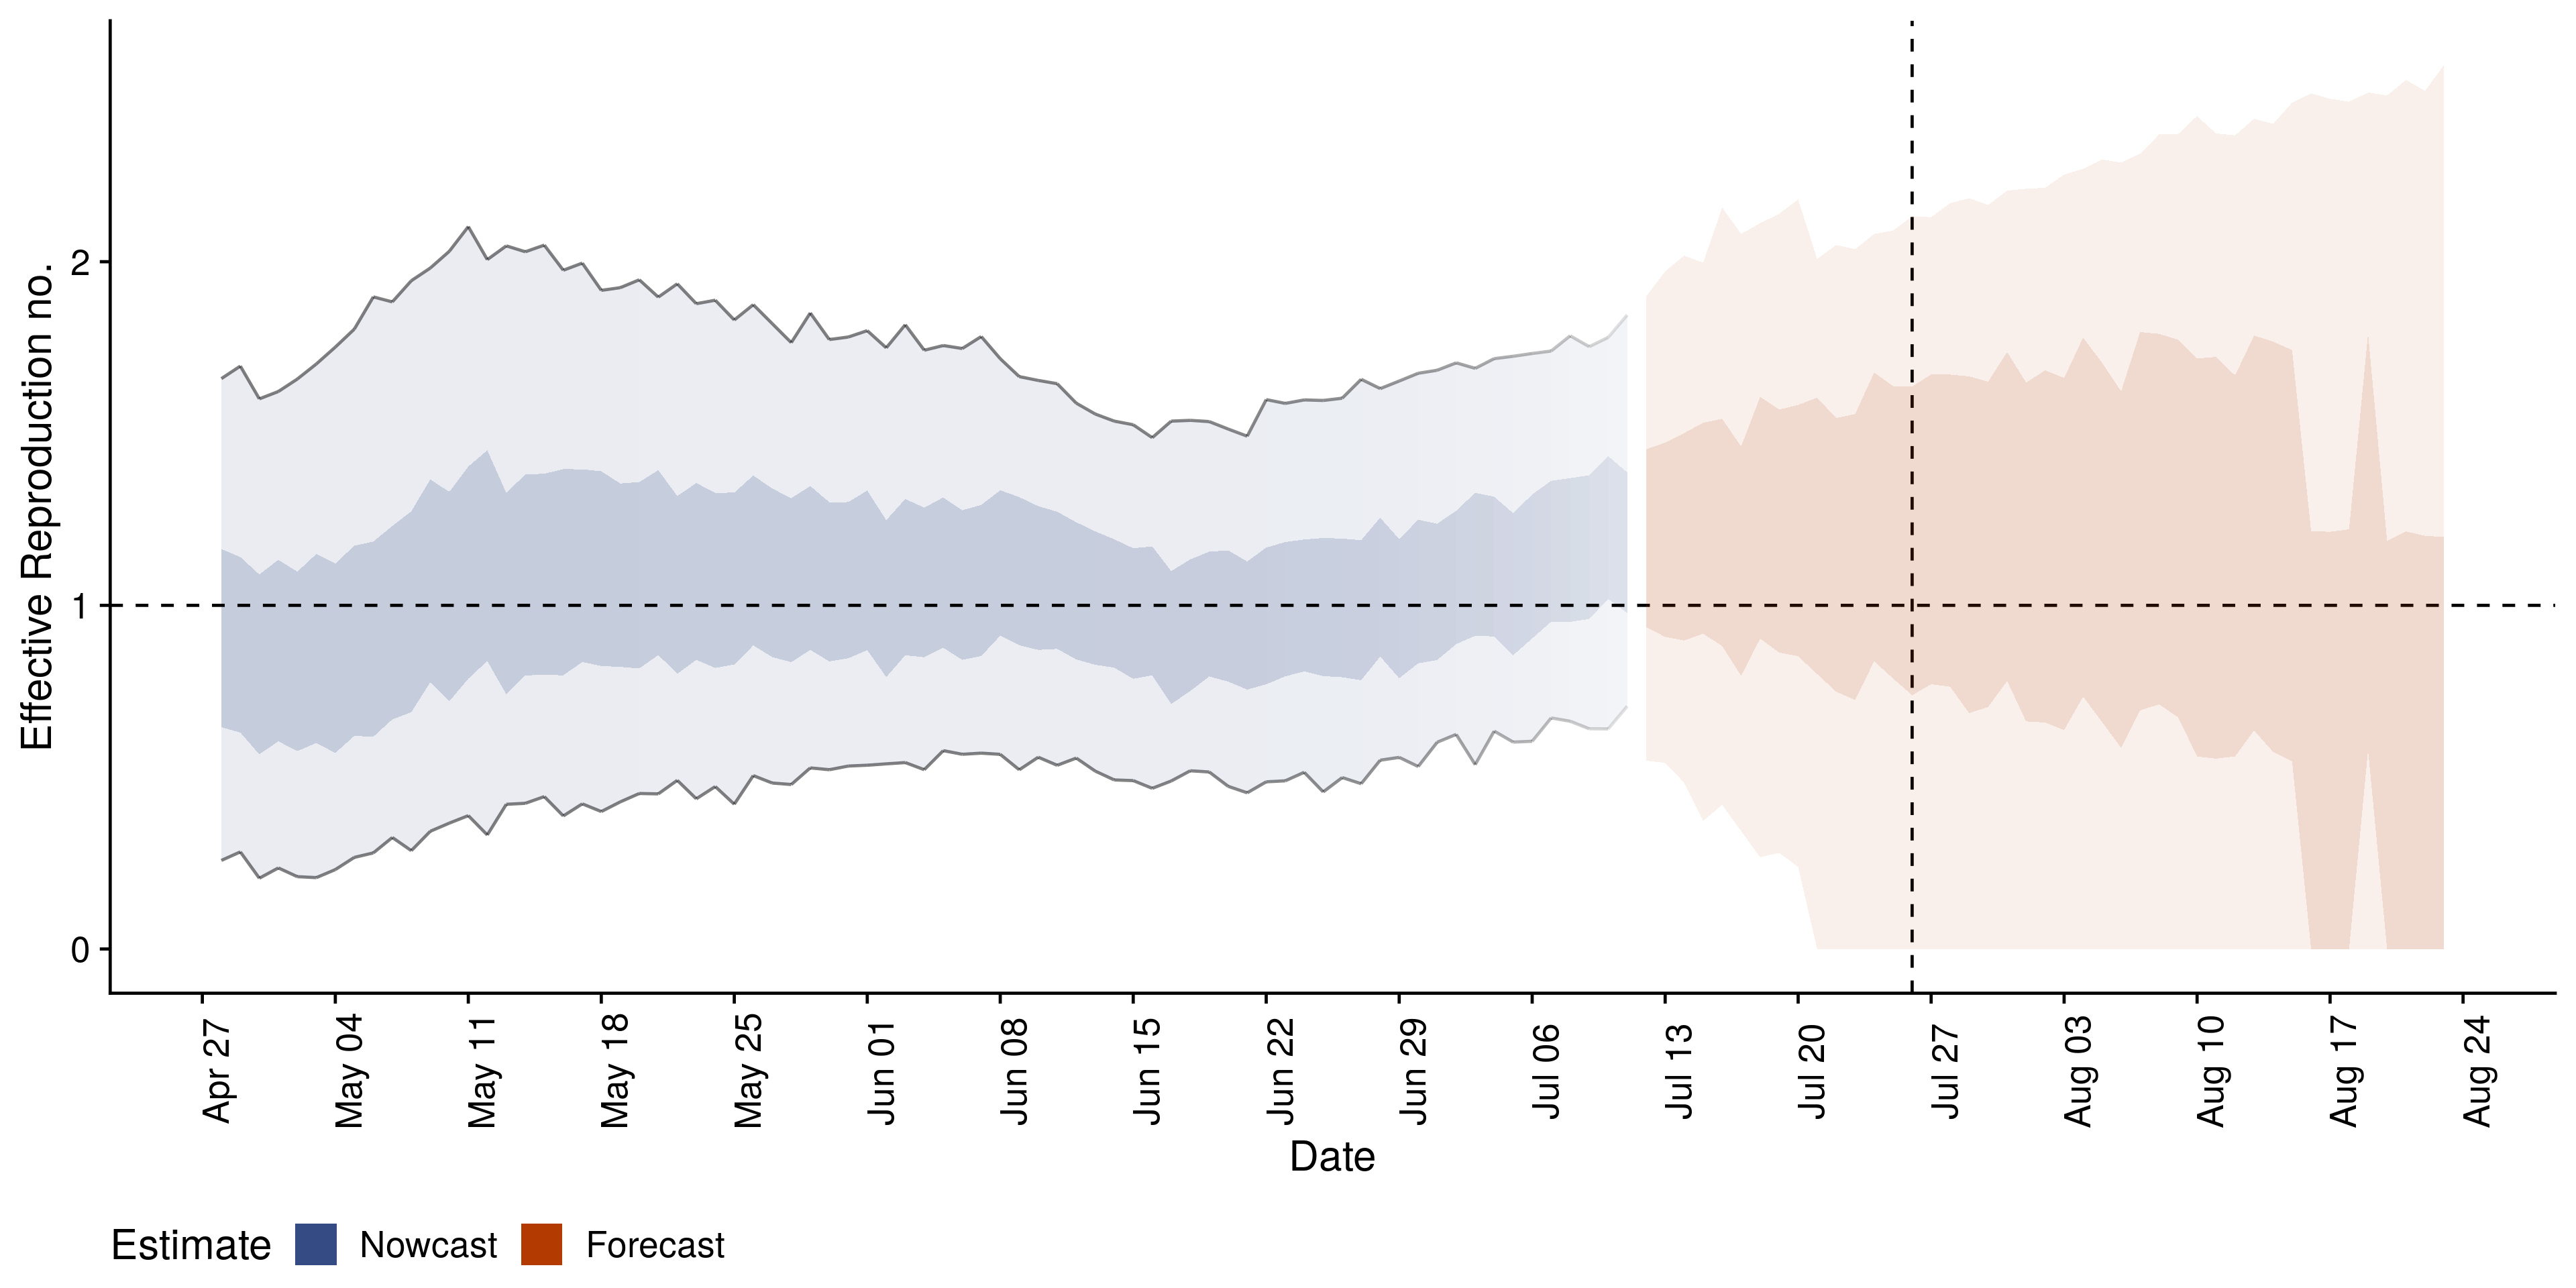 Effective Reproduction no.
2
1
0
Apr 27
May 04
May 11
May 18
May 25
Jun 01
Jun 08
Jun 15
Jun 22
Jun 29
Jul 06
Jul 13
Jul 20
Jul 27
Aug 03
Aug 10
Aug 17
Aug 24
Date
Estimate Nowcast Forecast